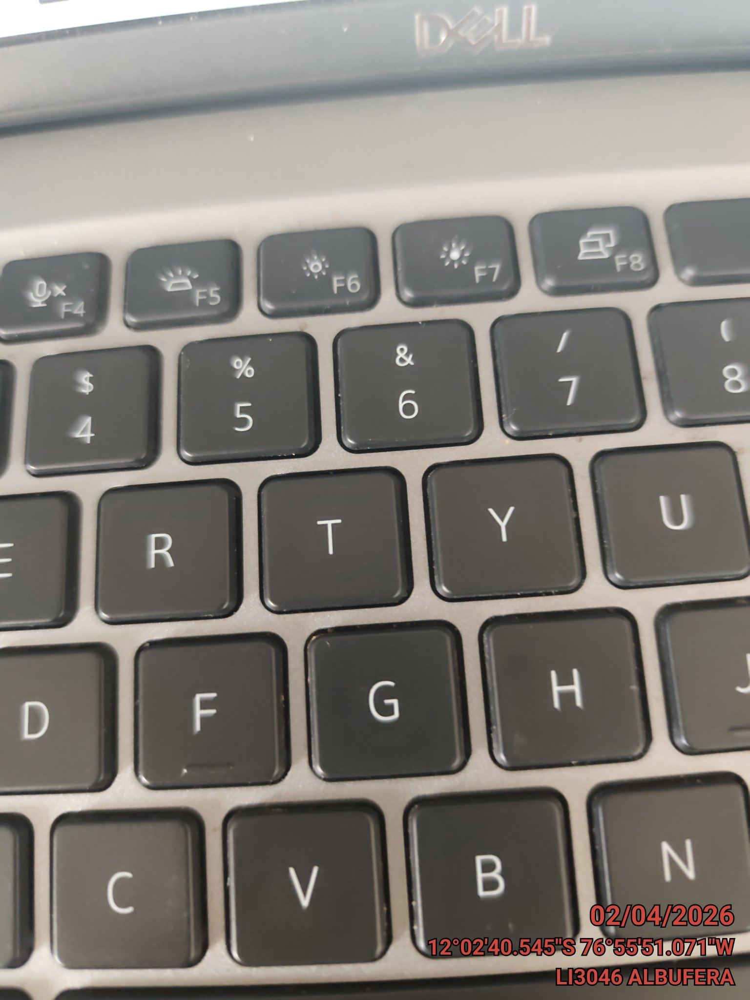 DELL
F4 F5 F6 F7 F8
$ % & / (
4 5 6 7 8
E R T Y U
D F G H J
C V B N
02/04/2026
12°02'40.545"S 76°55'51.071"W
LI3046 ALBUFERA